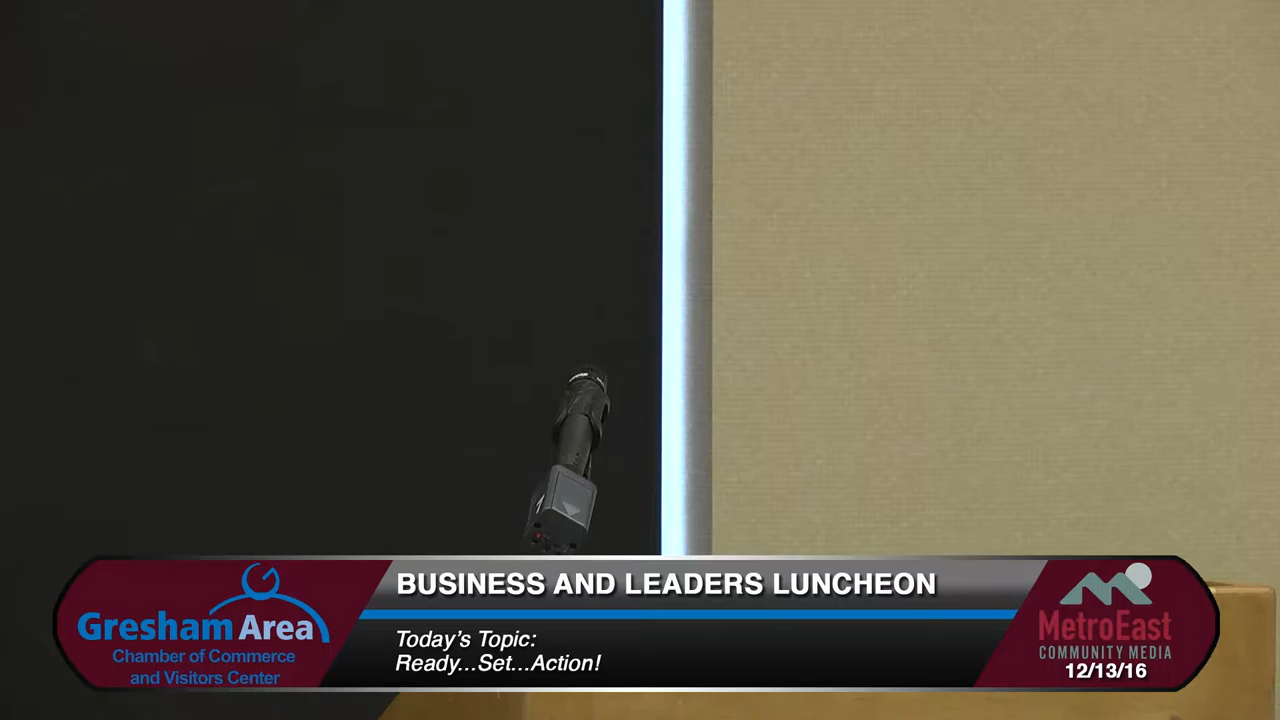 BUSINESS AND LEADERS LUNCHEON
Gresham Area
Chamber of Commerce
and Visitors Center
Today's Topic:
Ready...Set...Action!
MetroEast
COMMUNITY MEDIA
12/13/16